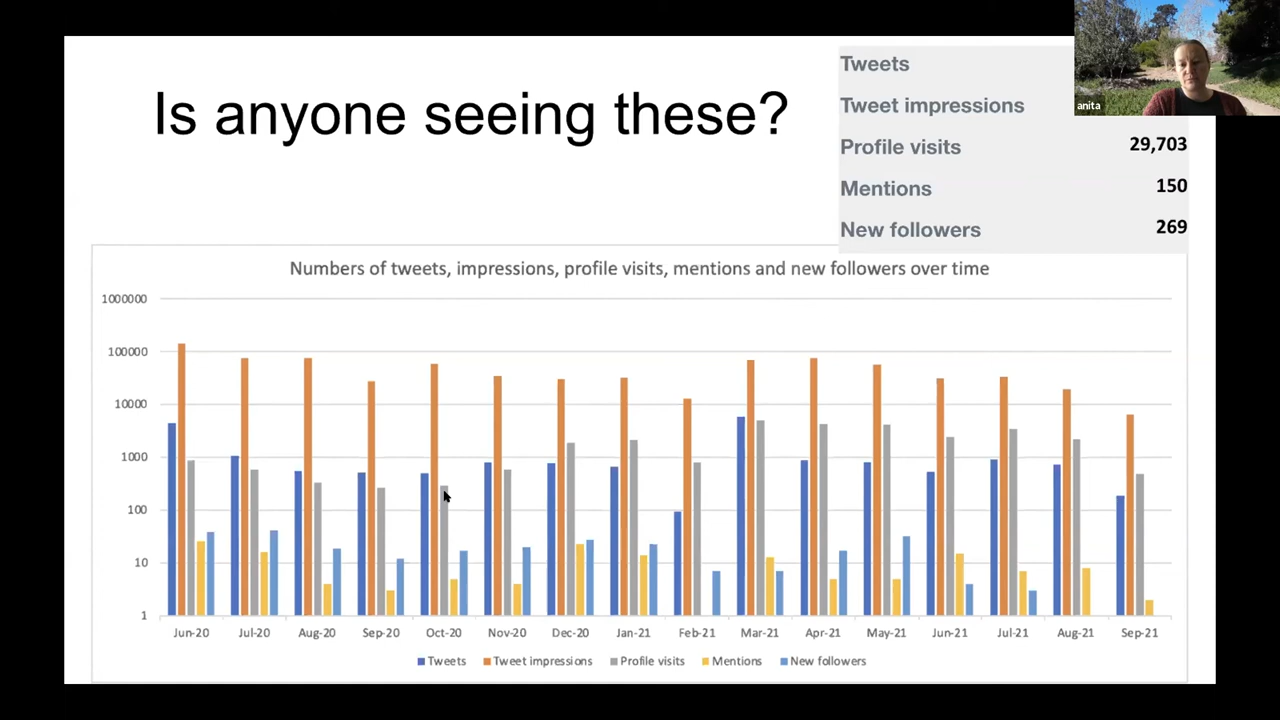 Is anyone seeing these?
Tweets
Tweet impressions
Profile visits 29,703
Mentions 150
New followers 269
anita
Numbers of tweets, impressions, profile visits, mentions and new followers over time
1000000
100000
10000
1000
100
10
1
Jun-20 Jul-20 Aug-20 Sep-20 Oct-20 Nov-20 Dec-20 Jan-21 Feb-21 Mar-21 Apr-21 May-21 Jun-21 Jul-21 Aug-21 Sep-21
Tweets Tweet impressions Profile visits Mentions New followers